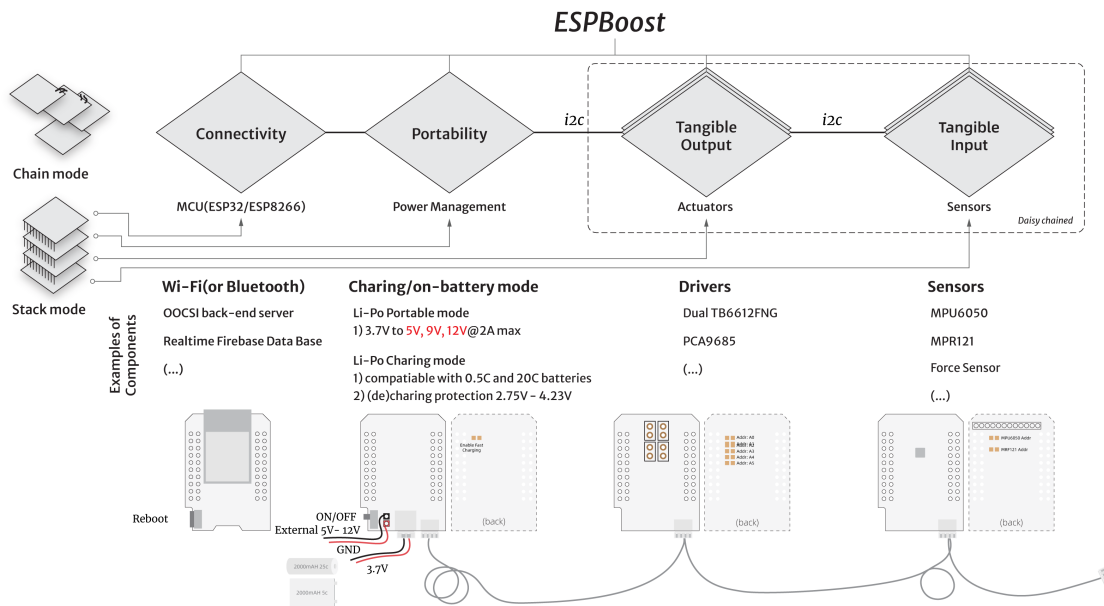 ESPBoost
Connectivity
Portability
i2c
Tangible
Output
i2c
Tangible
Input
Chain mode
MCU(ESP32/ESP8266)
Power Management
Actuators
Sensors
Daisy chained
Stack mode
Examples of
Components
Wi-Fi(or Bluetooth)
OOCSI back-end server
Realtime Firebase Data Base
(...)
Charing/on-battery mode
Li-Po Portable mode
1) 3.7V to 5V, 9V, 12V@2A max
Li-Po Charing mode
1) compatiable with 0.5C and 20C batteries
2) (de)charing protection 2.75V - 4.23V
Drivers
Dual TB6612FNG
PCA9685
(...)
Sensors
MPU6050
MPR121
Force Sensor
(...)
Reboot
Enable Fast
Charging
(back)
ON/OFF
External 5V- 12V
GND
3.7V
2000mAH 25c
2000mAH 5c
Addr: A0
Addr: A2
Addr: A3
Addr: A4
Addr: A5
(back)
MPU6050 Addr
MRF121 Addr
(back)